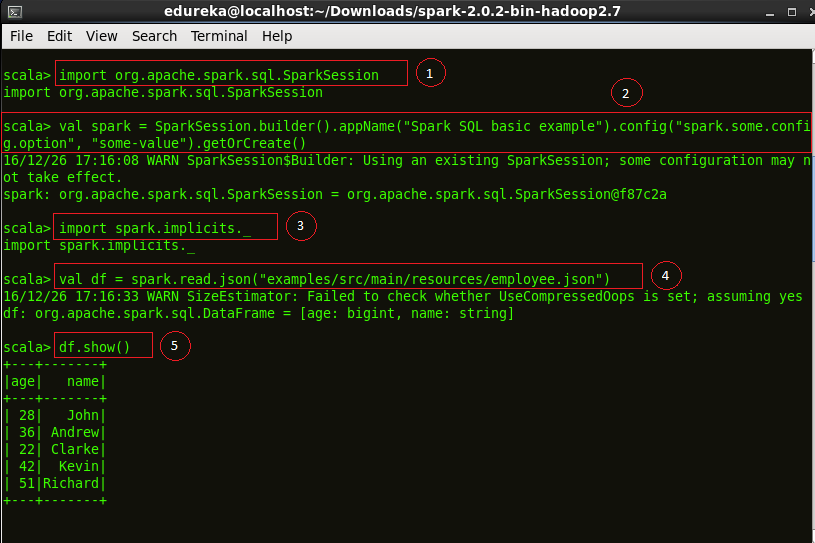 edureka@localhost:~/Downloads/spark-2.0.2-bin-hadoop2.7
File Edit View Search Terminal Help
scala> import org.apache.spark.sql.SparkSession 1
import org.apache.spark.sql.SparkSession
2
scala> val spark = SparkSession.builder().appName("Spark SQL basic example").config("spark.some.confi
g.option", "some-value").getOrCreate()
16/12/26 17:16:08 WARN SparkSession$Builder: Using an existing SparkSession; some configuration may n
ot take effect.
spark: org.apache.spark.sql.SparkSession = org.apache.spark.sql.SparkSession@f87c2a
scala> import spark.implicits._ 3
import spark.implicits._
scala> val df = spark.read.json("examples/src/main/resources/employee.json") 4
16/12/26 17:16:33 WARN SizeEstimator: Failed to check whether UseCompressedOops is set; assuming yes
df: org.apache.spark.sql.DataFrame = [age: bigint, name: string]
scala> df.show() 5
+---+-------+
|age|   name|
+---+-------+
| 28|   John|
| 36| Andrew|
| 22| Clarke|
| 42|  Kevin|
| 51|Richard|
+---+-------+